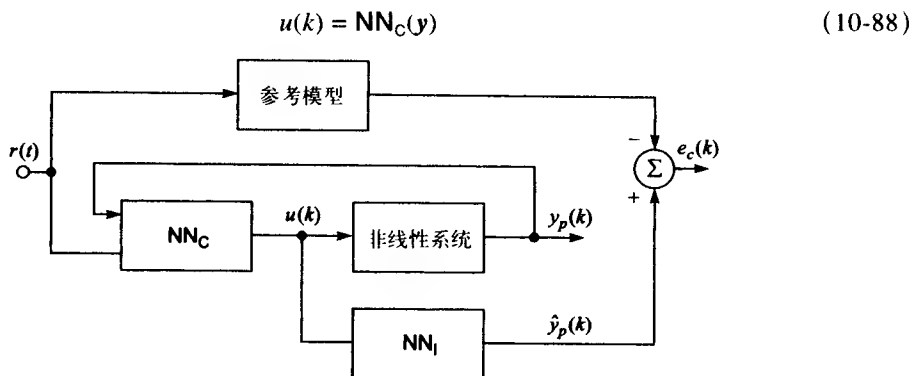 u(k) = NN_C(y) (10-88)
参考模型
−
r(t)
e_c(k)
Σ
+
NN_C
u(k)
非线性系统
y_p(k)
NN_I
ŷ_p(k)